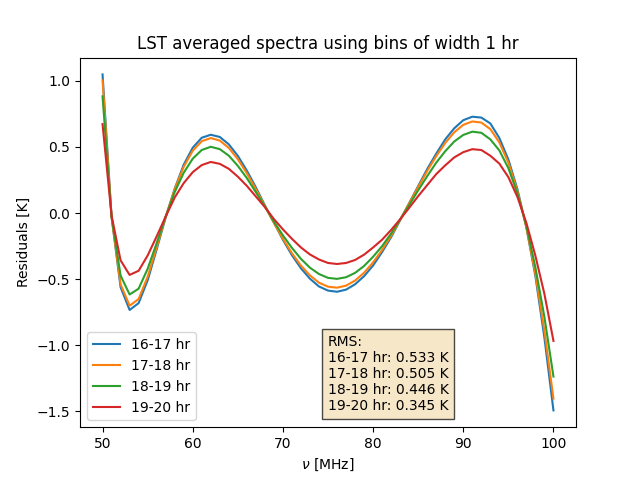 LST averaged spectra using bins of width 1 hr
1.0
0.5
0.0
−0.5
−1.0
−1.5
Residuals [K]
16-17 hr
17-18 hr
18-19 hr
19-20 hr
RMS:
16-17 hr: 0.533 K
17-18 hr: 0.505 K
18-19 hr: 0.446 K
19-20 hr: 0.345 K
50 60 70 80 90 100
ν [MHz]